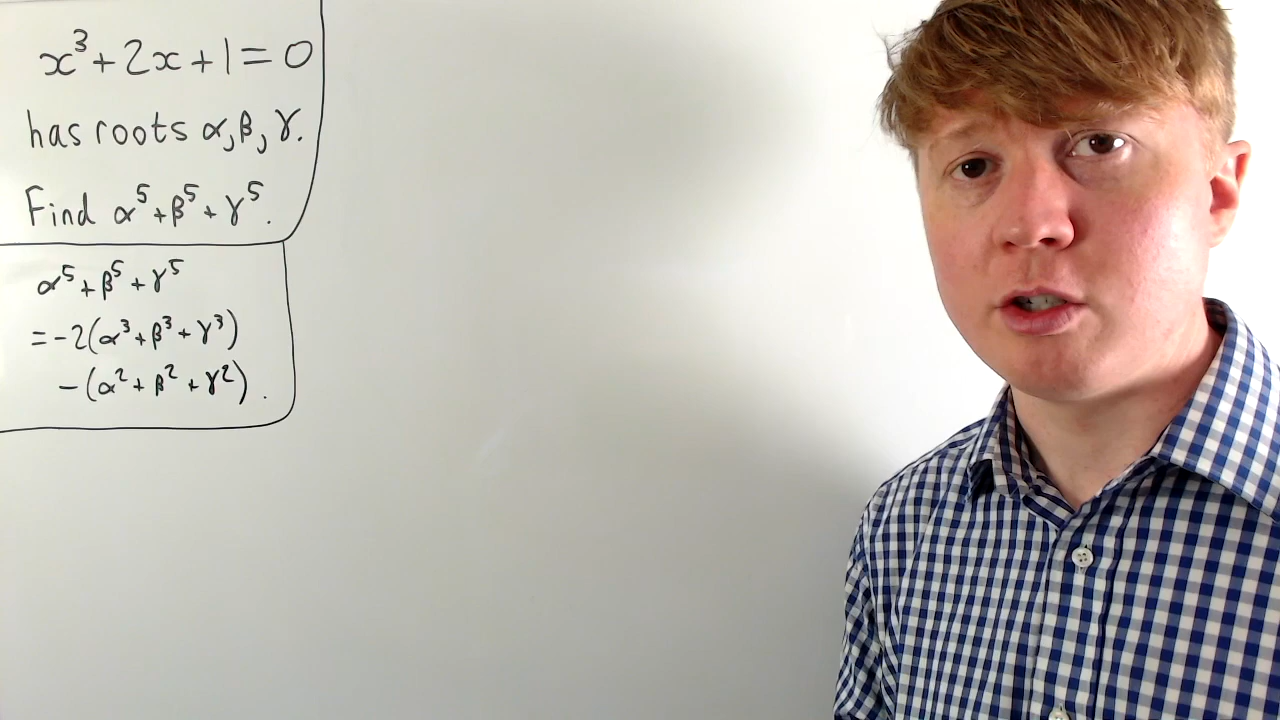 x³+2x+1=0
has roots α,β,γ.
Find α⁵+β⁵+γ⁵.
α⁵+β⁵+γ⁵
=-2(α³+β³+γ³)
-(α²+β²+γ²).